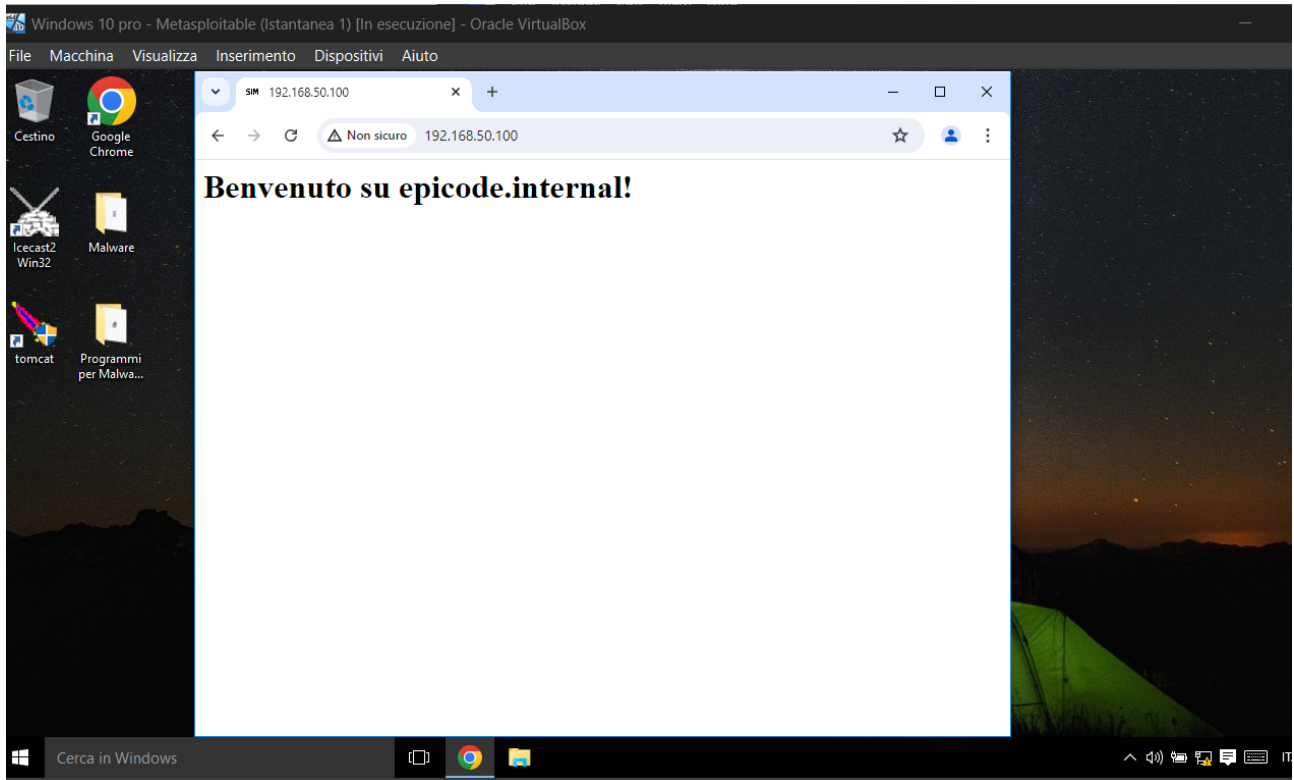 Windows 10 pro - Metasploitable (Istantanea 1) [In esecuzione] - Oracle VirtualBox
File Macchina Visualizza Inserimento Dispositivi Aiuto
SIM 192.168.50.100
Non sicuro 192.168.50.100
Benvenuto su epicode.internal!
Cestino
Google
Chrome
Icecast2
Win32
Malware
tomcat
Programmi
per Malwa...
Cerca in Windows